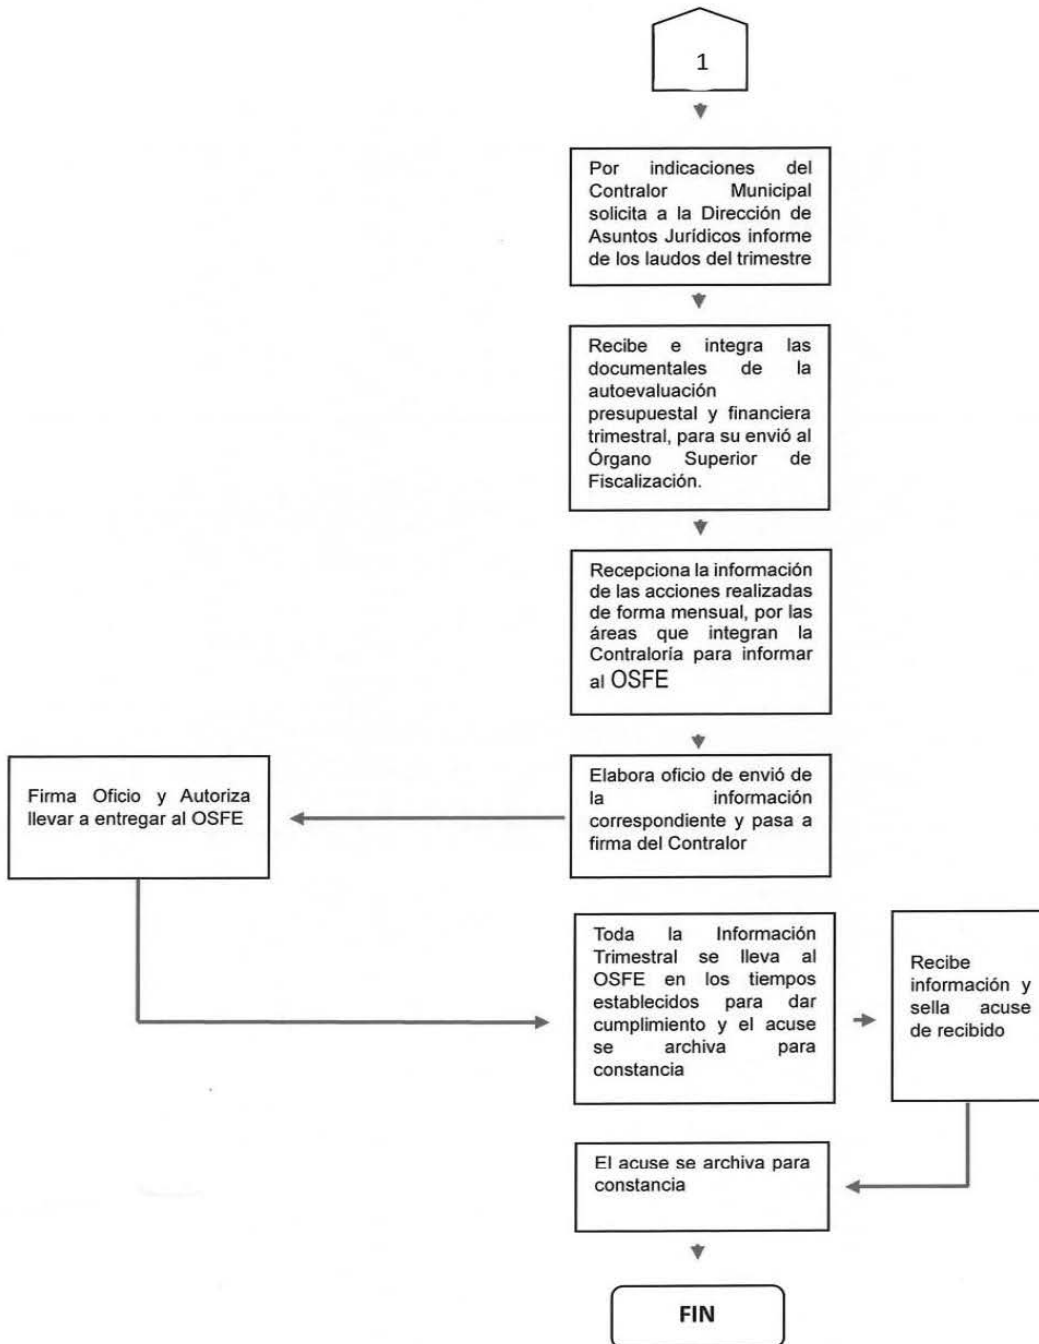 1
Por indicaciones del
Contralor Municipal
solicita a la Dirección de
Asuntos Jurídicos informe
de los laudos del trimestre
Recibe e integra las
documentales de la
autoevaluación
presupuestal y financiera
trimestral, para su envió al
Órgano Superior de
Fiscalización.
Recepciona la información
de las acciones realizadas
de forma mensual, por las
áreas que integran la
Contraloría para informar
al OSFE
Elabora oficio de envió de
la información
correspondiente y pasa a
firma del Contralor
Firma Oficio y Autoriza
llevar a entregar al OSFE
Toda la Información
Trimestral se lleva al
OSFE en los tiempos
establecidos para dar
cumplimiento y el acuse
se archiva para
constancia
Recibe
información y
sella acuse
de recibido
El acuse se archiva para
constancia
FIN